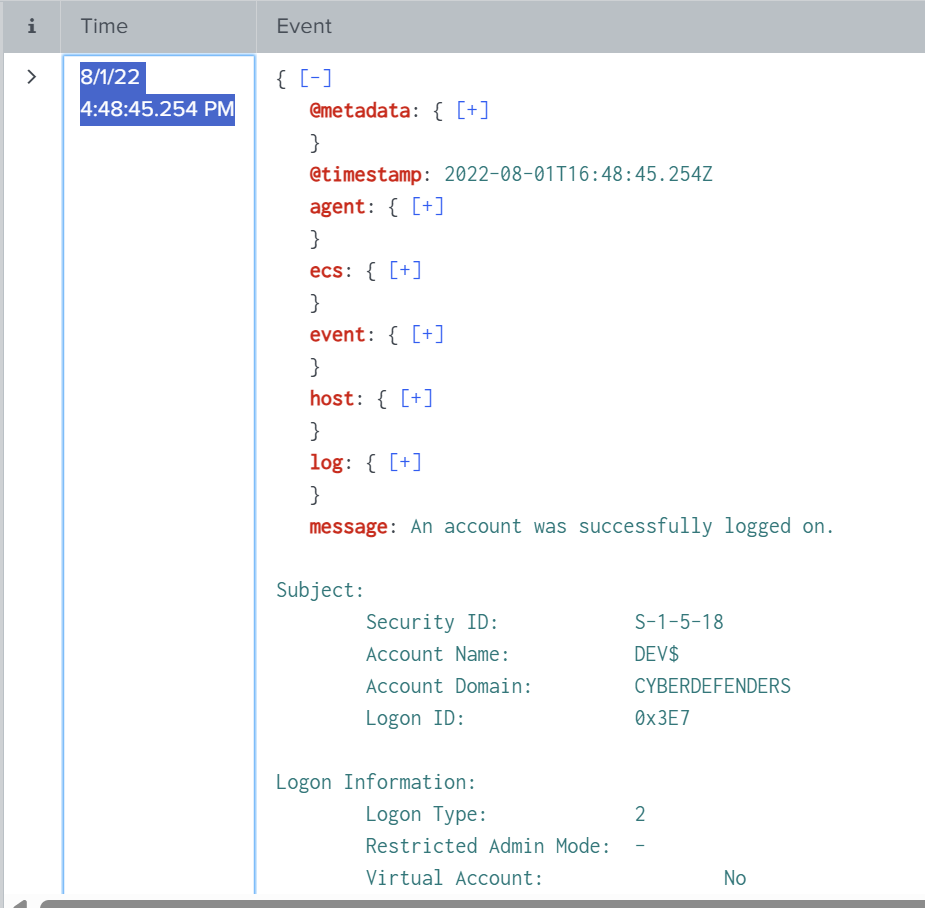 i Time Event
8/1/22
4:48:45.254 PM
{ [-]
@metadata: { [+]
}
@timestamp: 2022-08-01T16:48:45.254Z
agent: { [+]
}
ecs: { [+]
}
event: { [+]
}
host: { [+]
}
log: { [+]
}
message: An account was successfully logged on.
Subject:
Security ID: S-1-5-18
Account Name: DEV$
Account Domain: CYBERDEFENDERS
Logon ID: 0x3E7
Logon Information:
Logon Type: 2
Restricted Admin Mode: -
Virtual Account: No